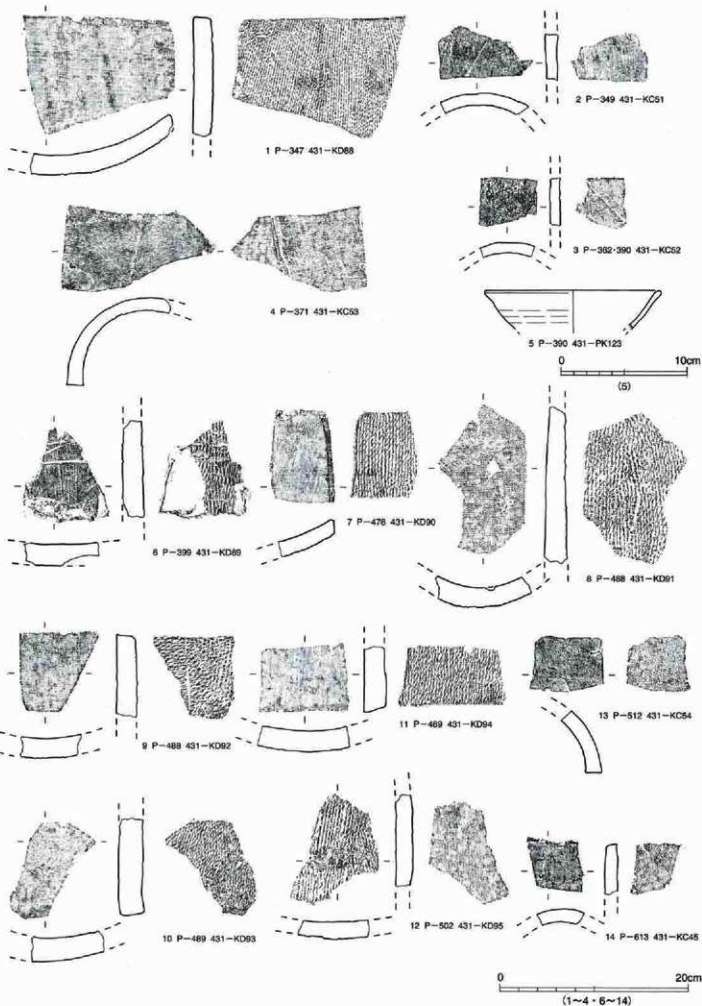 1 P-347 431-KD88
2 P-349 431-KC51
3 P-362・390 431-KC52
4 P-371 431-KC53
5 P-390 431-PK123
0 10cm
(5)
6 P-399 431-KD89
7 P-478 431-KD90
8 P-488 431-KD91
9 P-488 431-KD92
11 P-489 431-KD94
13 P-512 431-KC54
10 P-489 431-KD93
12 P-502 431-KD95
14 P-613 431-KC45
0 20cm
(1~4・6~14)